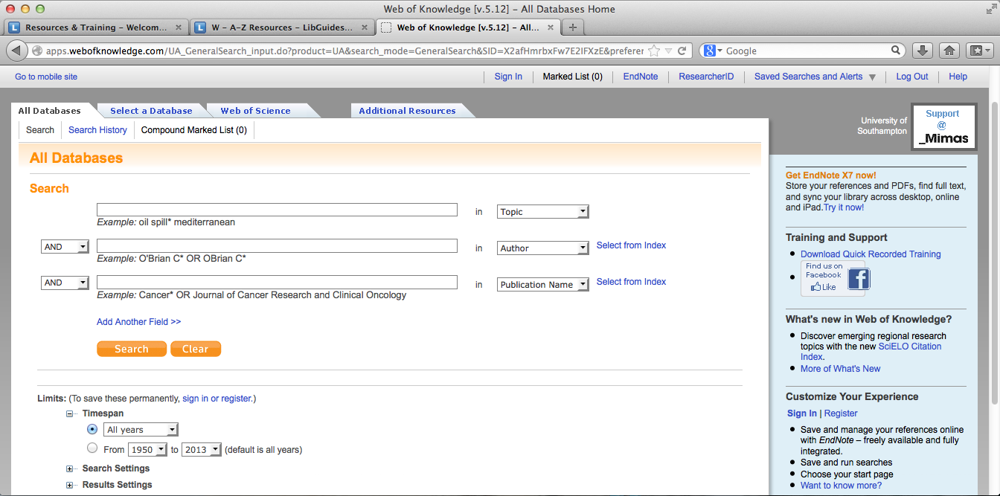 Web of Knowledge [v.5.12] – All Databases Home
Resources & Training – Welcom...
W – A–Z Resources – LibGuides...
Web of Knowledge [v.5.12] – All...
apps.webofknowledge.com/UA_GeneralSearch_input.do?product=UA&search_mode=GeneralSearch&SID=X2afHmrbxFw7E2IFXzE&preferer
Google
Go to mobile site
Sign In
Marked List (0)
EndNote
ResearcherID
Saved Searches and Alerts
Log Out
Help
All Databases
Select a Database
Web of Science
Additional Resources
Search
Search History
Compound Marked List (0)
University of
Southampton
Support
@
_Mimas
All Databases
Search
Example: oil spill* mediterranean
in
Topic
AND
Example: O'Brian C* OR OBrian C*
in
Author
Select from Index
AND
Example: Cancer* OR Journal of Cancer Research and Clinical Oncology
in
Publication Name
Select from Index
Add Another Field >>
Search
Clear
Limits: (To save these permanently, sign in or register.)
Timespan
All years
From 1950 to 2013 (default is all years)
Search Settings
Results Settings
Get EndNote X7 now!
Store your references and PDFs, find full text,
and sync your library across desktop, online
and iPad.Try it now!
Training and Support
Download Quick Recorded Training
Find us on
Facebook
Like
What's new in Web of Knowledge?
Discover emerging regional research
topics with the new SciELO Citation
Index.
More of What's New
Customize Your Experience
Sign In | Register
Save and manage your references online
with EndNote – freely available and fully
integrated.
Save and run searches
Choose your start page
Want to know more?